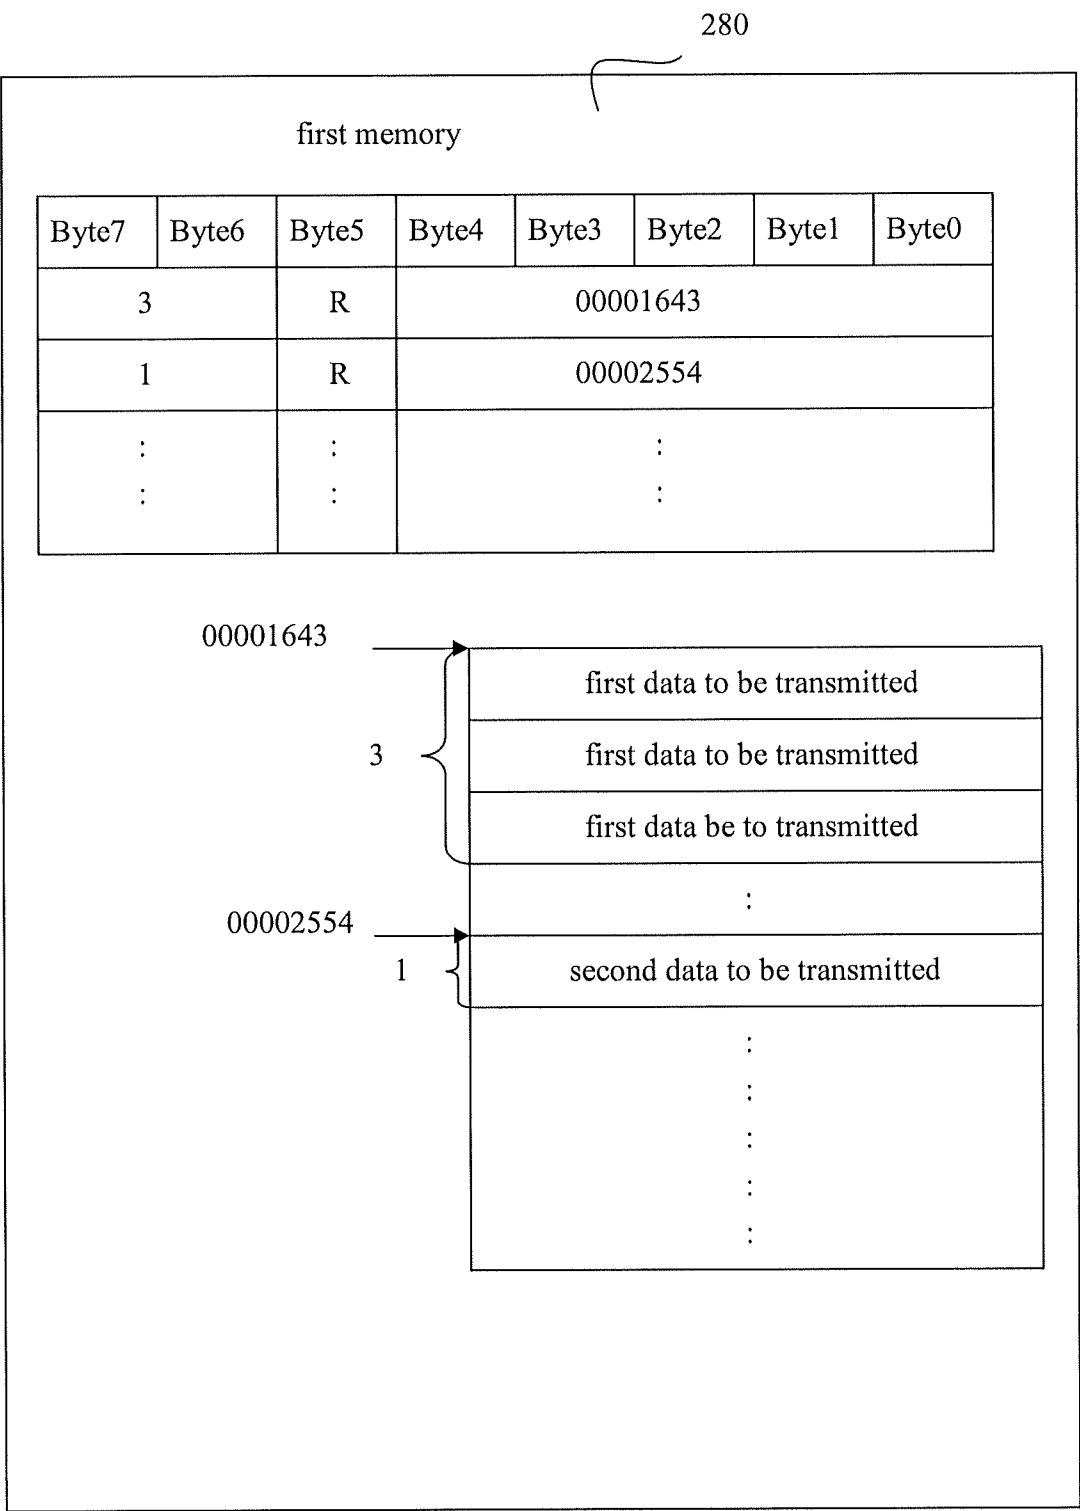 280
first memory
Byte7 Byte6 Byte5 Byte4 Byte3 Byte2 Byte1 Byte0
3 R 00001643
1 R 00002554
: : :
: : :
00001643
first data to be transmitted
3 first data to be transmitted
first data be to transmitted
:
00002554
1 second data to be transmitted
:
:
:
:
: